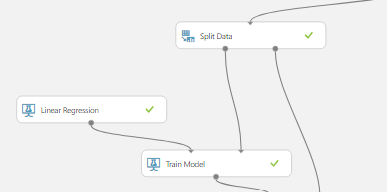 Split Data
Linear Regression
Train Model